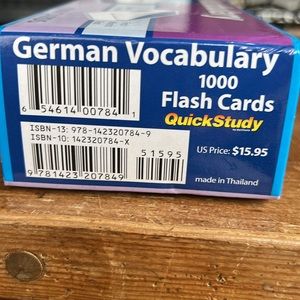 German Vocabulary
1000
Flash Cards
QuickStudy
US Price: $15.95
made in Thailand
6 54614 00784 1
ISBN-13: 978-142320784-9
ISBN-10: 142320784-X
51595
9 781423 207849